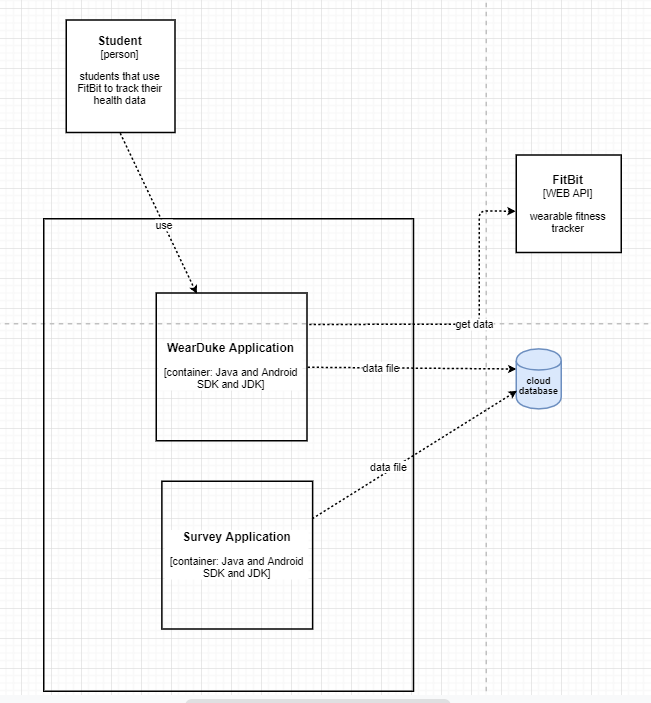 Student
[person]
students that use
FitBit to track their
health data
FitBit
[WEB API]
wearable fitness
tracker
use
get data
WearDuke Application
[container: Java and Android
SDK and JDK]
data file
cloud
database
data file
Survey Application
[container: Java and Android
SDK and JDK]